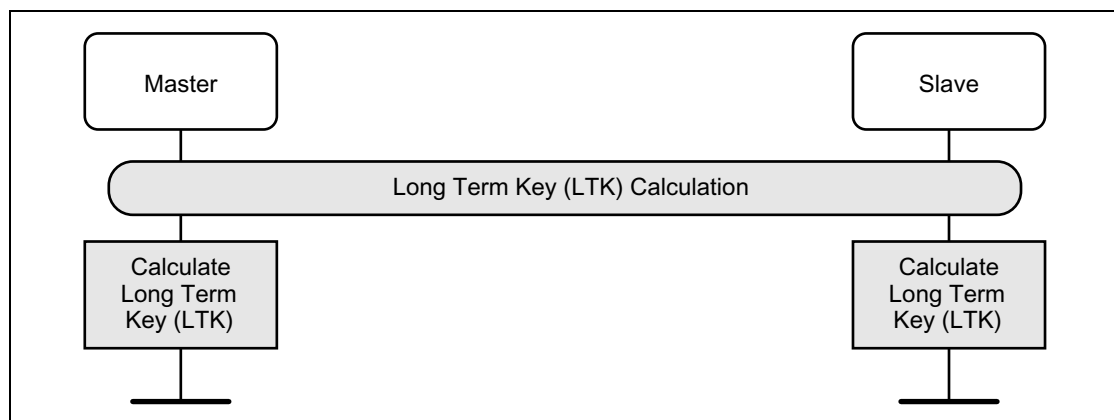 Master
Slave
Long Term Key (LTK) Calculation
Calculate
Long Term
Key (LTK)
Calculate
Long Term
Key (LTK)